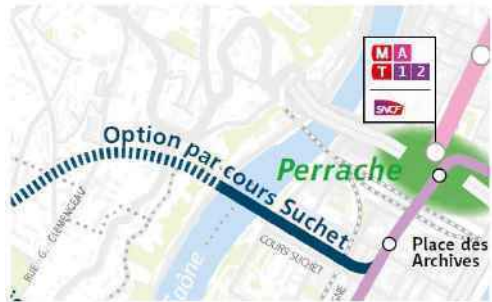 M A
T 1 2
SNCF
Option par cours Suchet
Perrache
RUE G. CLEMENCEAU
Saône
COURS SUCHET
Place des
Archives